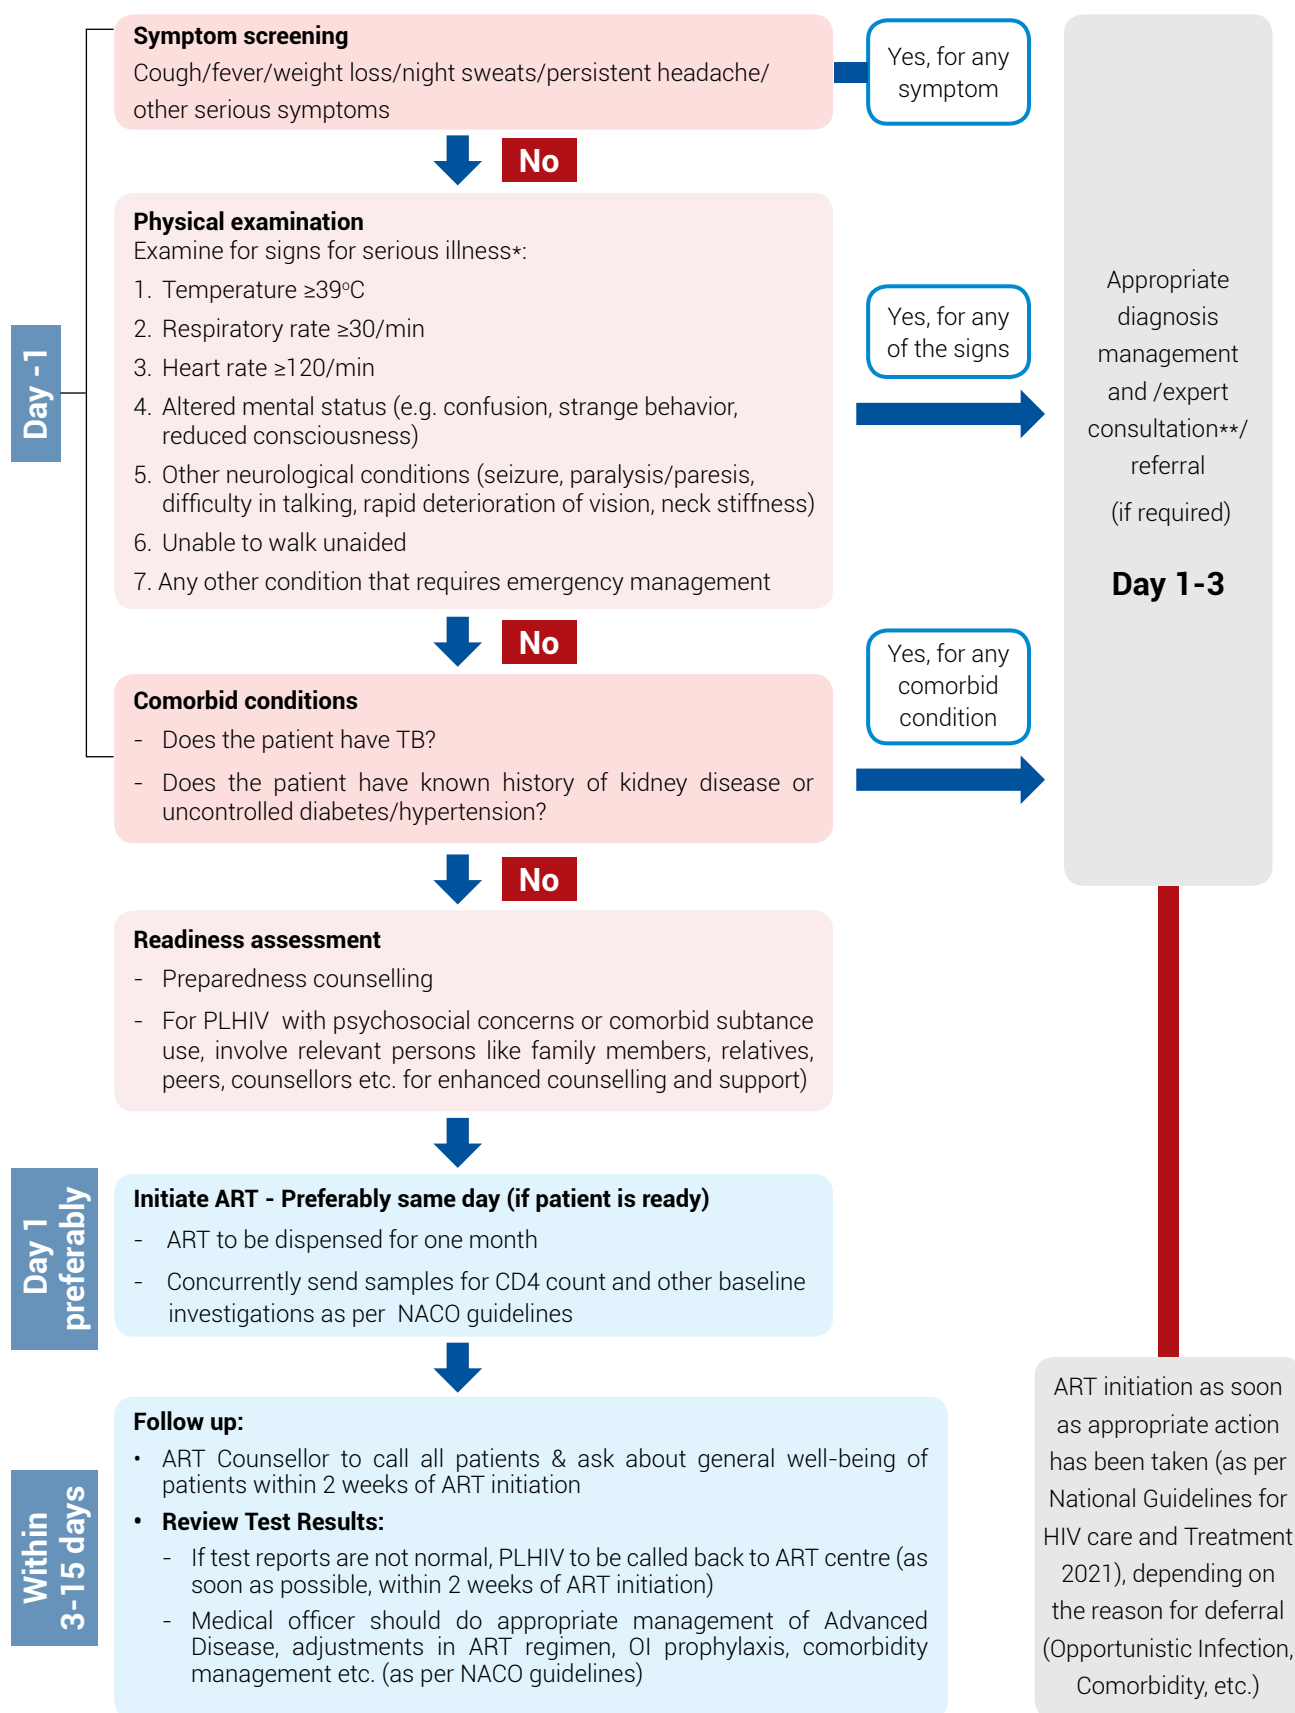 Day -1
Symptom screening
Cough/fever/weight loss/night sweats/persistent headache/
other serious symptoms
Yes, for any
symptom
No
Physical examination
Examine for signs for serious illness*:
1. Temperature ≥39ºC
2. Respiratory rate ≥30/min
3. Heart rate ≥120/min
4. Altered mental status (e.g. confusion, strange behavior,
reduced consciousness)
5. Other neurological conditions (seizure, paralysis/paresis,
difficulty in talking, rapid deterioration of vision, neck stiffness)
6. Unable to walk unaided
7. Any other condition that requires emergency management
Yes, for any
of the signs
No
Comorbid conditions
- Does the patient have TB?
- Does the patient have known history of kidney disease or
uncontrolled diabetes/hypertension?
Yes, for any
comorbid
condition
Appropriate
diagnosis
management
and /expert
consultation**/
referral
(if required)
Day 1-3
No
Readiness assessment
- Preparedness counselling
- For PLHIV with psychosocial concerns or comorbid subtance
use, involve relevant persons like family members, relatives,
peers, counsellors etc. for enhanced counselling and support)
Day 1
preferably
Initiate ART - Preferably same day (if patient is ready)
- ART to be dispensed for one month
- Concurrently send samples for CD4 count and other baseline
investigations as per NACO guidelines
Within
3-15 days
Follow up:
• ART Counsellor to call all patients & ask about general well-being of
patients within 2 weeks of ART initiation
• Review Test Results:
- If test reports are not normal, PLHIV to be called back to ART centre (as
soon as possible, within 2 weeks of ART initiation)
- Medical officer should do appropriate management of Advanced
Disease, adjustments in ART regimen, OI prophylaxis, comorbidity
management etc. (as per NACO guidelines)
ART initiation as soon
as appropriate action
has been taken (as per
National Guidelines for
HIV care and Treatment
2021), depending on
the reason for deferral
(Opportunistic Infection,
Comorbidity, etc.)